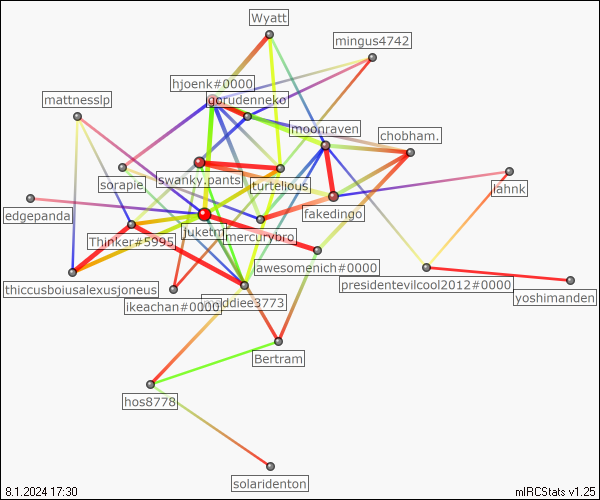 Wyatt
mingus4742
hjoenk#0000
gorudenneko
mattnesslp
moonraven
chobham.
swanky.pants
sorapie
turtelious
lahnk
edgepanda
fakedingo
juketm
mercurybro
Thinker#5995
awesomenich#0000
thiccusboiusalexusjoneus
presidentevilcool2012#0000
ikeachan#0000
maddiee3773
yoshimanden
Bertram
hos8778
solaridenton
8.1.2024 17:30
mIRCStats v1.25